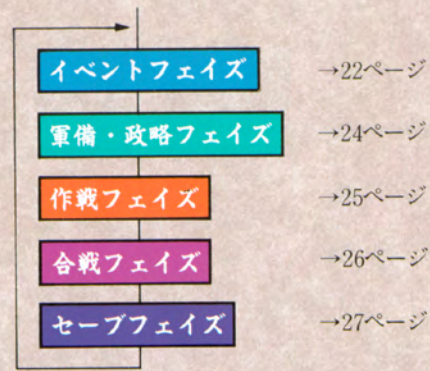 イベントフェイズ →22ページ
軍備・政略フェイズ →24ページ
作戦フェイズ →25ページ
合戦フェイズ →26ページ
セーブフェイズ →27ページ